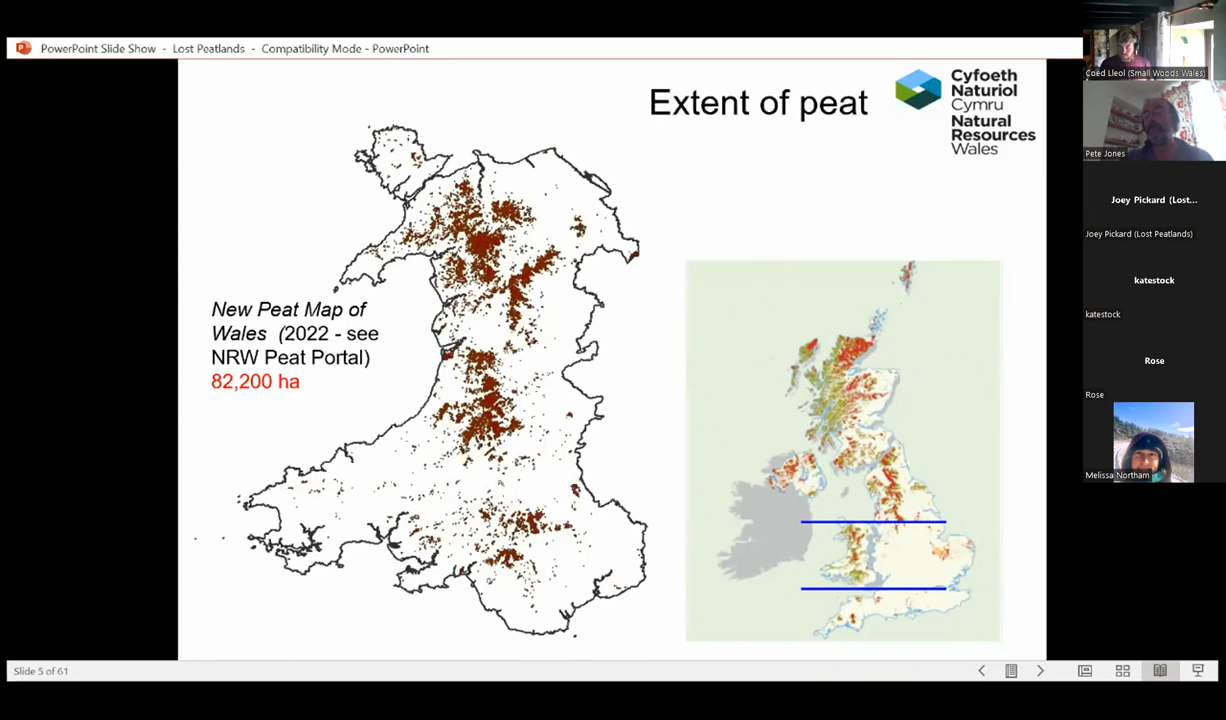 PowerPoint Slide Show - Lost Peatlands - Compatibility Mode - PowerPoint
Extent of peat
Cyfoeth
Naturiol
Cymru
Natural
Resources
Wales
New Peat Map of
Wales (2022 - see
NRW Peat Portal)
82,200 ha
Coed Lleol (Small Woods Wales)
Pete Jones
Joey Pickard (Lost...
Joey Pickard (Lost Peatlands)
katestock
katestock
Rose
Rose
Melissa Northam
Slide 5 of 61